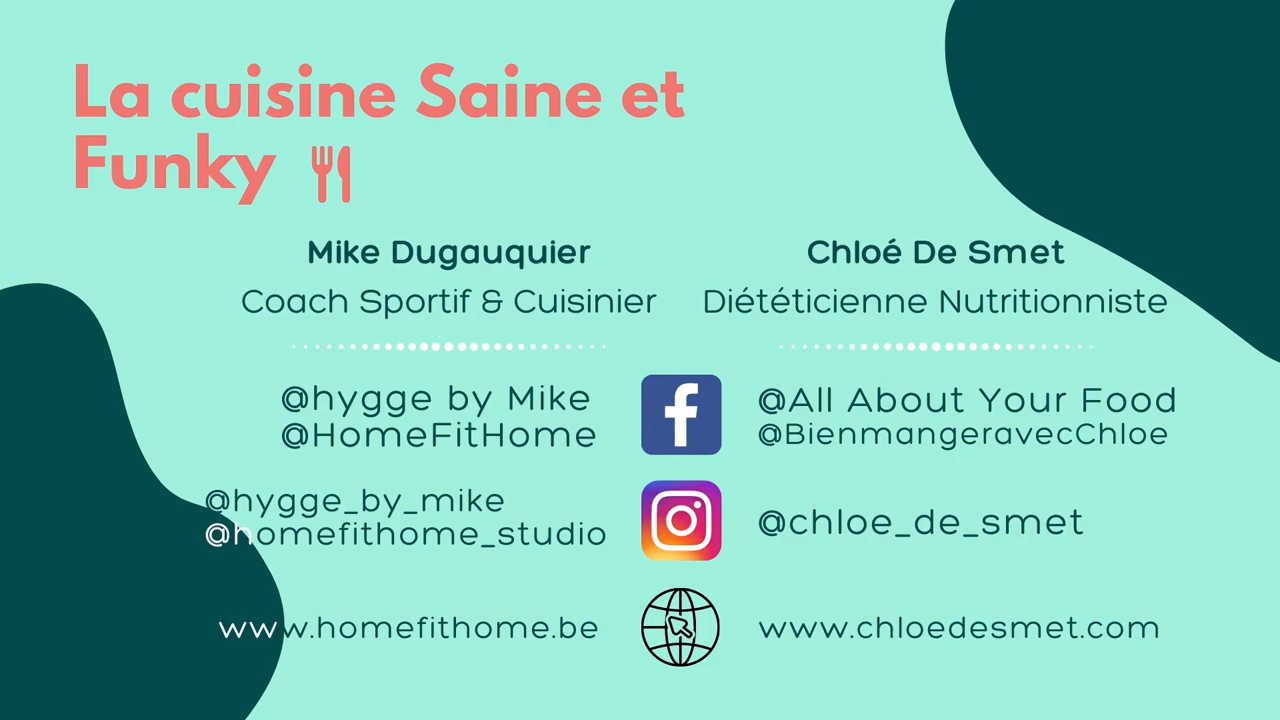 La cuisine Saine et
Funky
Mike Dugauquier
Coach Sportif & Cuisinier
Chloé De Smet
Diététicienne Nutritionniste
@hygge by Mike
@HomeFitHome
@All About Your Food
@BienmangeravecChloe
@hygge_by_mike
@homefithome_studio
@chloe_de_smet
www.homefithome.be
www.chloedesmet.com